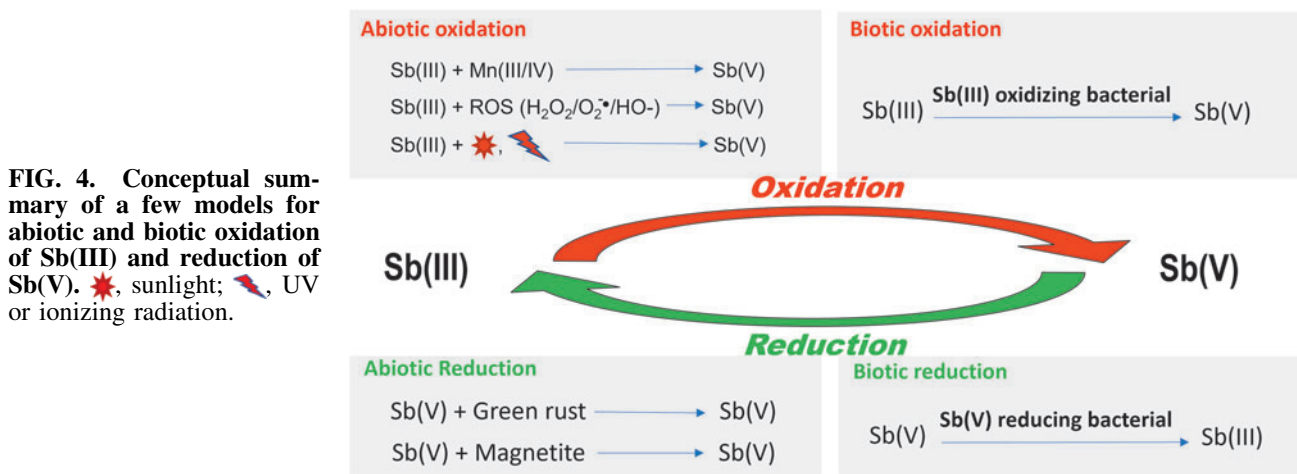 FIG. 4. Conceptual sum-
mary of a few models for
abiotic and biotic oxidation
of Sb(III) and reduction of
Sb(V). , sunlight; , UV
or ionizing radiation.
Abiotic oxidation
Sb(III) + Mn(III/IV) → Sb(V)
Sb(III) + ROS (H₂O₂/O₂⁻•/HO-) → Sb(V)
Sb(III) + , → Sb(V)
Biotic oxidation
Sb(III) oxidizing bacterial
Sb(III) → Sb(V)
Oxidation
Sb(III)
Sb(V)
Reduction
Abiotic Reduction
Sb(V) + Green rust → Sb(V)
Sb(V) + Magnetite → Sb(V)
Biotic reduction
Sb(V) reducing bacterial
Sb(V) → Sb(III)